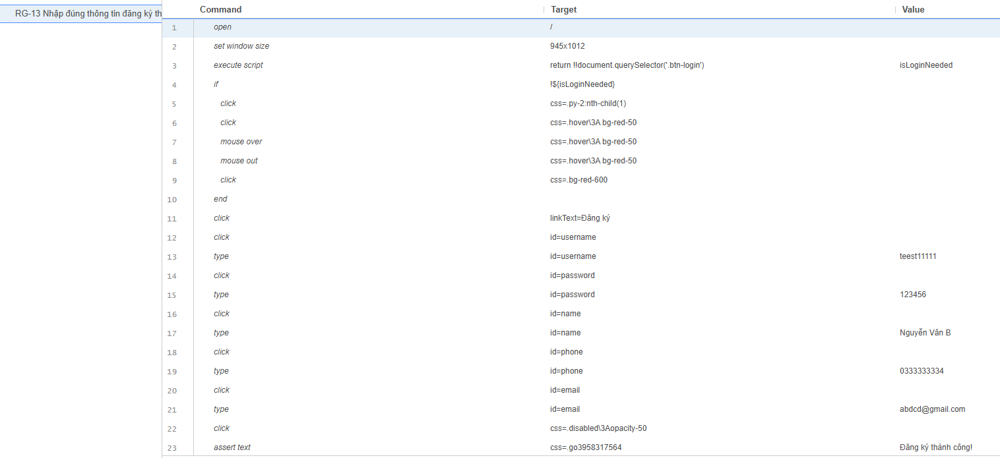 RG-13 Nhập đúng thông tin đăng ký th
Command Target Value
1 open /
2 set window size 945x1012
3 execute script return !!document.querySelector('.btn-login') isLoginNeeded
4 if !${isLoginNeeded}
5 click css=.py-2:nth-child(1)
6 click css=.hover\3A bg-red-50
7 mouse over css=.hover\3A bg-red-50
8 mouse out css=.hover\3A bg-red-50
9 click css=.bg-red-600
10 end
11 click linkText=Đăng ký
12 click id=username
13 type id=username teest11111
14 click id=password
15 type id=password 123456
16 click id=name
17 type id=name Nguyễn Văn B
18 click id=phone
19 type id=phone 0333333334
20 click id=email
21 type id=email abdcd@gmail.com
22 click css=.disabled\3Aopacity-50
23 assert text css=.go3958317564 Đăng ký thành công!